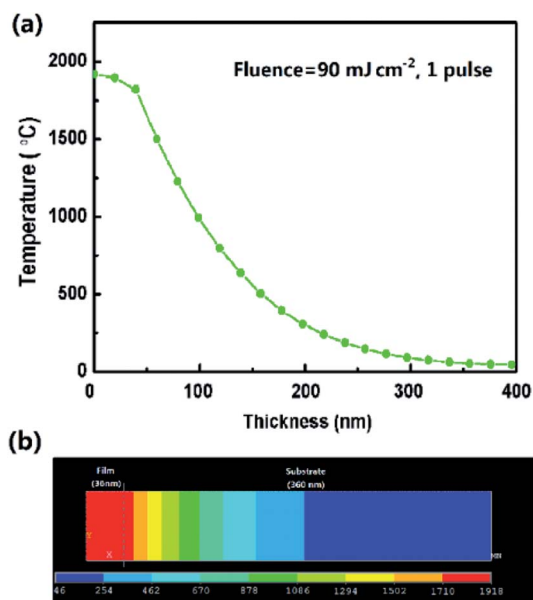 (a)
Fluence=90 mJ cm-2, 1 pulse
2000
1500
1000
500
0
Temperature ( °C)
0 100 200 300 400
Thickness (nm)
(b)
Film Substrate
(36nm) (360 nm)
X
46 254 462 670 878 1086 1294 1502 1710 1918